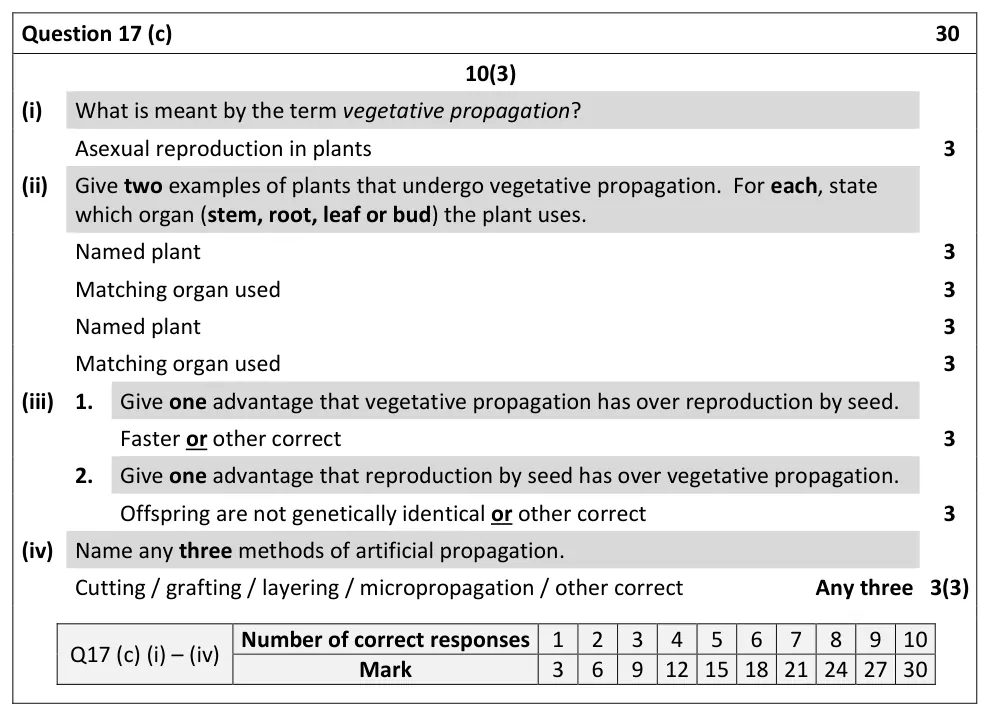 Question 17 (c) 30
10(3)
(i) What is meant by the term vegetative propagation?
Asexual reproduction in plants 3
(ii) Give two examples of plants that undergo vegetative propagation. For each, state
which organ (stem, root, leaf or bud) the plant uses.
Named plant 3
Matching organ used 3
Named plant 3
Matching organ used 3
(iii) 1. Give one advantage that vegetative propagation has over reproduction by seed.
Faster or other correct 3
2. Give one advantage that reproduction by seed has over vegetative propagation.
Offspring are not genetically identical or other correct 3
(iv) Name any three methods of artificial propagation.
Cutting / grafting / layering / micropropagation / other correct Any three 3(3)
Q17 (c) (i) – (iv)
Number of correct responses 1 2 3 4 5 6 7 8 9 10
Mark 3 6 9 12 15 18 21 24 27 30